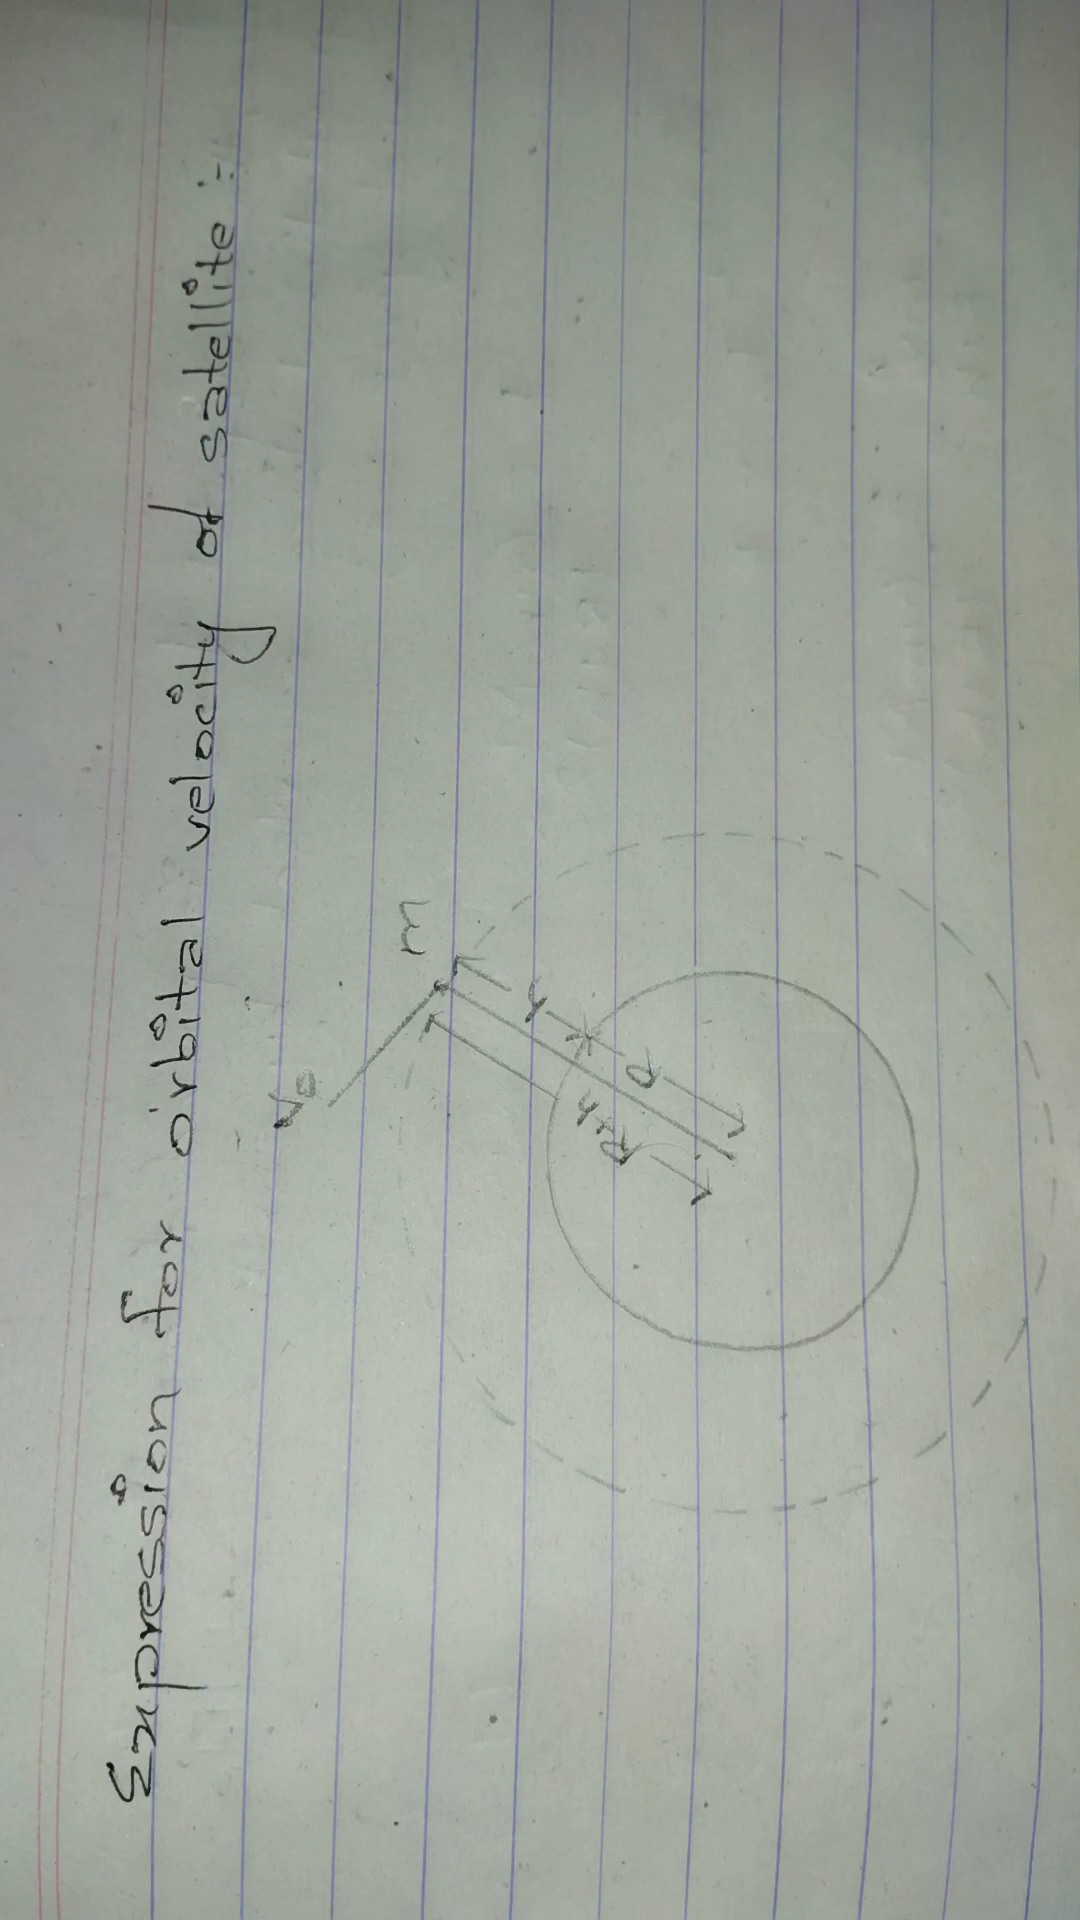 Expression for orbital velocity of satellite :-
V₀
m
h
R
R+h